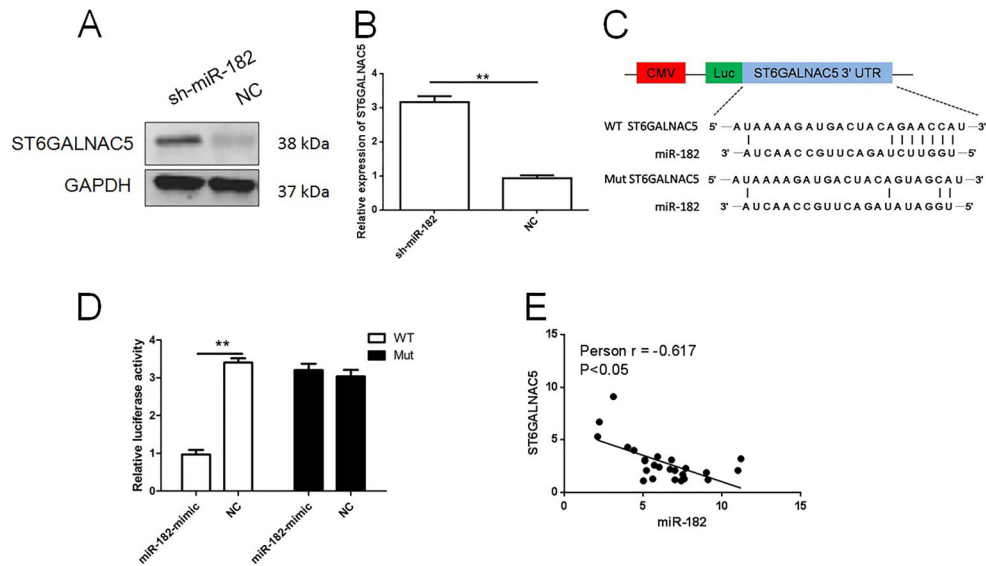 A
sh-miR-182
NC
ST6GALNAC5
38 kDa
GAPDH
37 kDa
B
Relative expression of ST6GALNAC5
4
3
2
1
0
**
sh-miR-182
NC
C
CMV
Luc
ST6GALNAC5 3' UTR
WT ST6GALNAC5 5' AUAAAAGAUGACUACAGAACCAU 3'
miR-182 3' AUCAACCGUUCAGAUCUUGGU 5'
Mut ST6GALNAC5 5' AUAAAAGAUGACUACAGUAGCAU 3'
miR-182 3' AUCAACCGUUCAGAUAUAGGU 5'
D
Relative luciferase activity
4
3
2
1
0
**
WT
Mut
miR-182-mimic
NC
miR-182-mimic
NC
E
ST6GALNAC5
15
10
5
0
Person r = -0.617
P<0.05
0
5
10
15
miR-182